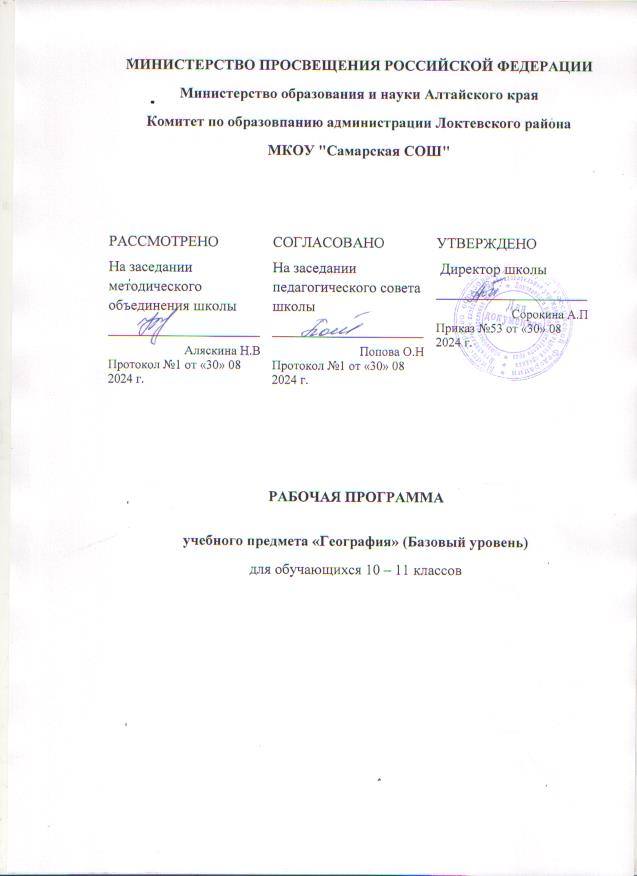 МИНИСТЕРСТВО ПРОСВЕЩЕНИЯ РОССИЙСКОЙ ФЕДЕРАЦИИ
Министерство образования и науки Алтайского края
Комитет по образовпанию администрации Локтевского района
МКОУ "Самарская СОШ"
РАССМОТРЕНО
На заседании
методического
объединения школы
Аляскина Н.В
Протокол №1 от «30» 08
2024 г.
СОГЛАСОВАНО
На заседании
педагогического совета
школы
Попова О.Н
Протокол №1 от «30» 08
2024 г.
УТВЕРЖДЕНО
Директор школы
Сорокина А.П
Приказ №53 от «30» 08
2024 г.
Для
документов
РАБОЧАЯ ПРОГРАММА
учебного предмета «География» (Базовый уровень)
для обучающихся 10 – 11 классов